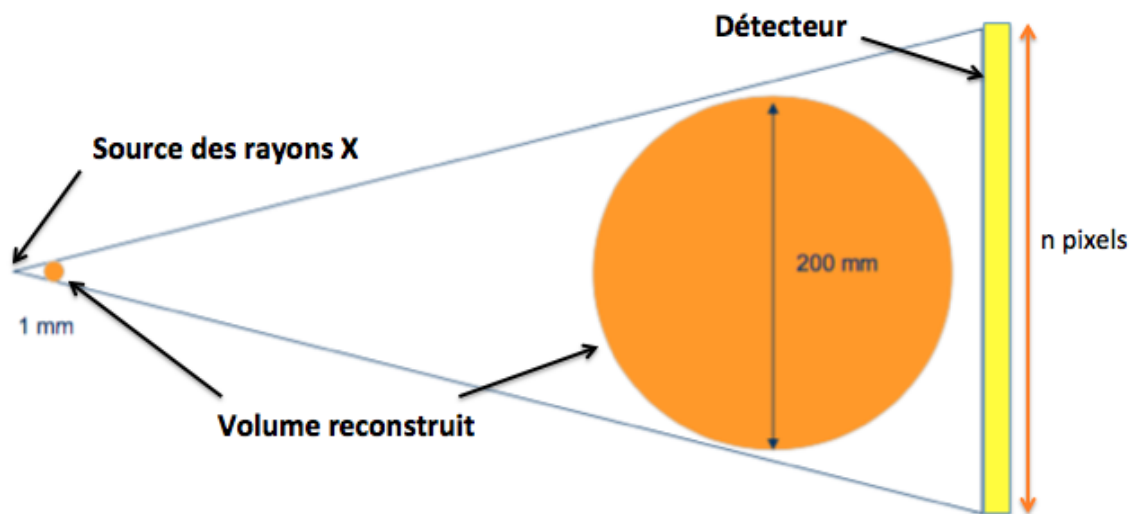 Détecteur
Source des rayons X
n pixels
200 mm
1 mm
Volume reconstruit